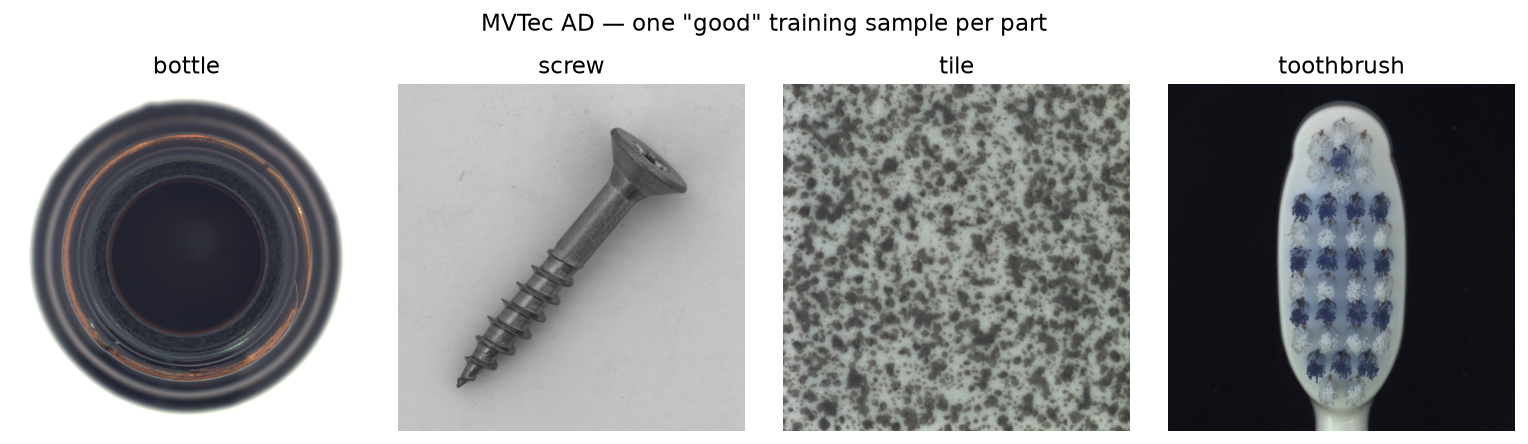 MVTec AD — one "good" training sample per part
bottle
screw
tile
toothbrush